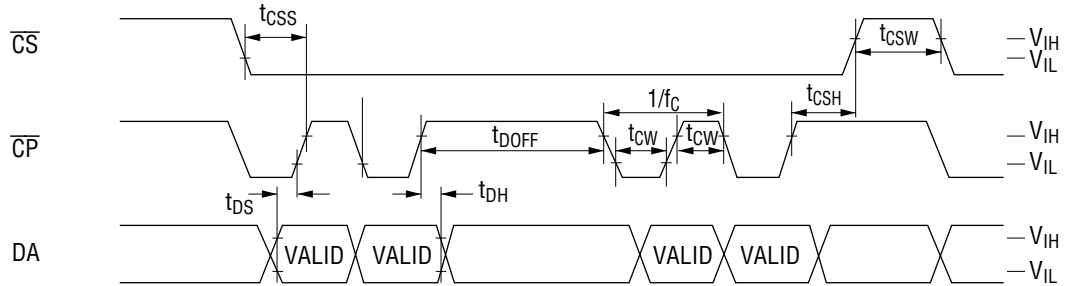 CS
tCSS
tCSW
VIH
VIL
CP
tDOFF
1/fC
tCW
tCW
tCSH
VIH
VIL
tDS
tDH
DA
VALID
VALID
VALID
VALID
VIH
VIL